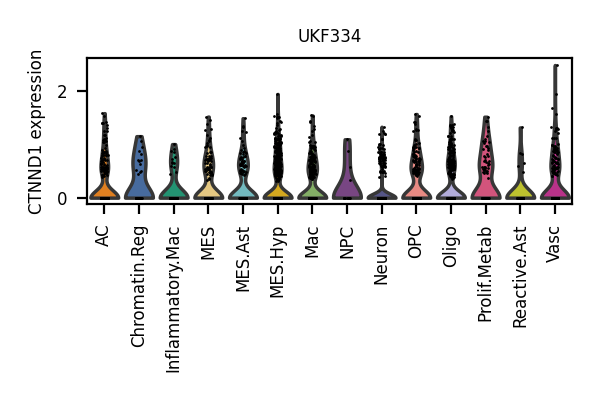 UKF334
CTNND1 expression
2
0
AC
Chromatin.Reg
Inflammatory.Mac
MES
MES.Ast
MES.Hyp
Mac
NPC
Neuron
OPC
Oligo
Prolif.Metab
Reactive.Ast
Vasc